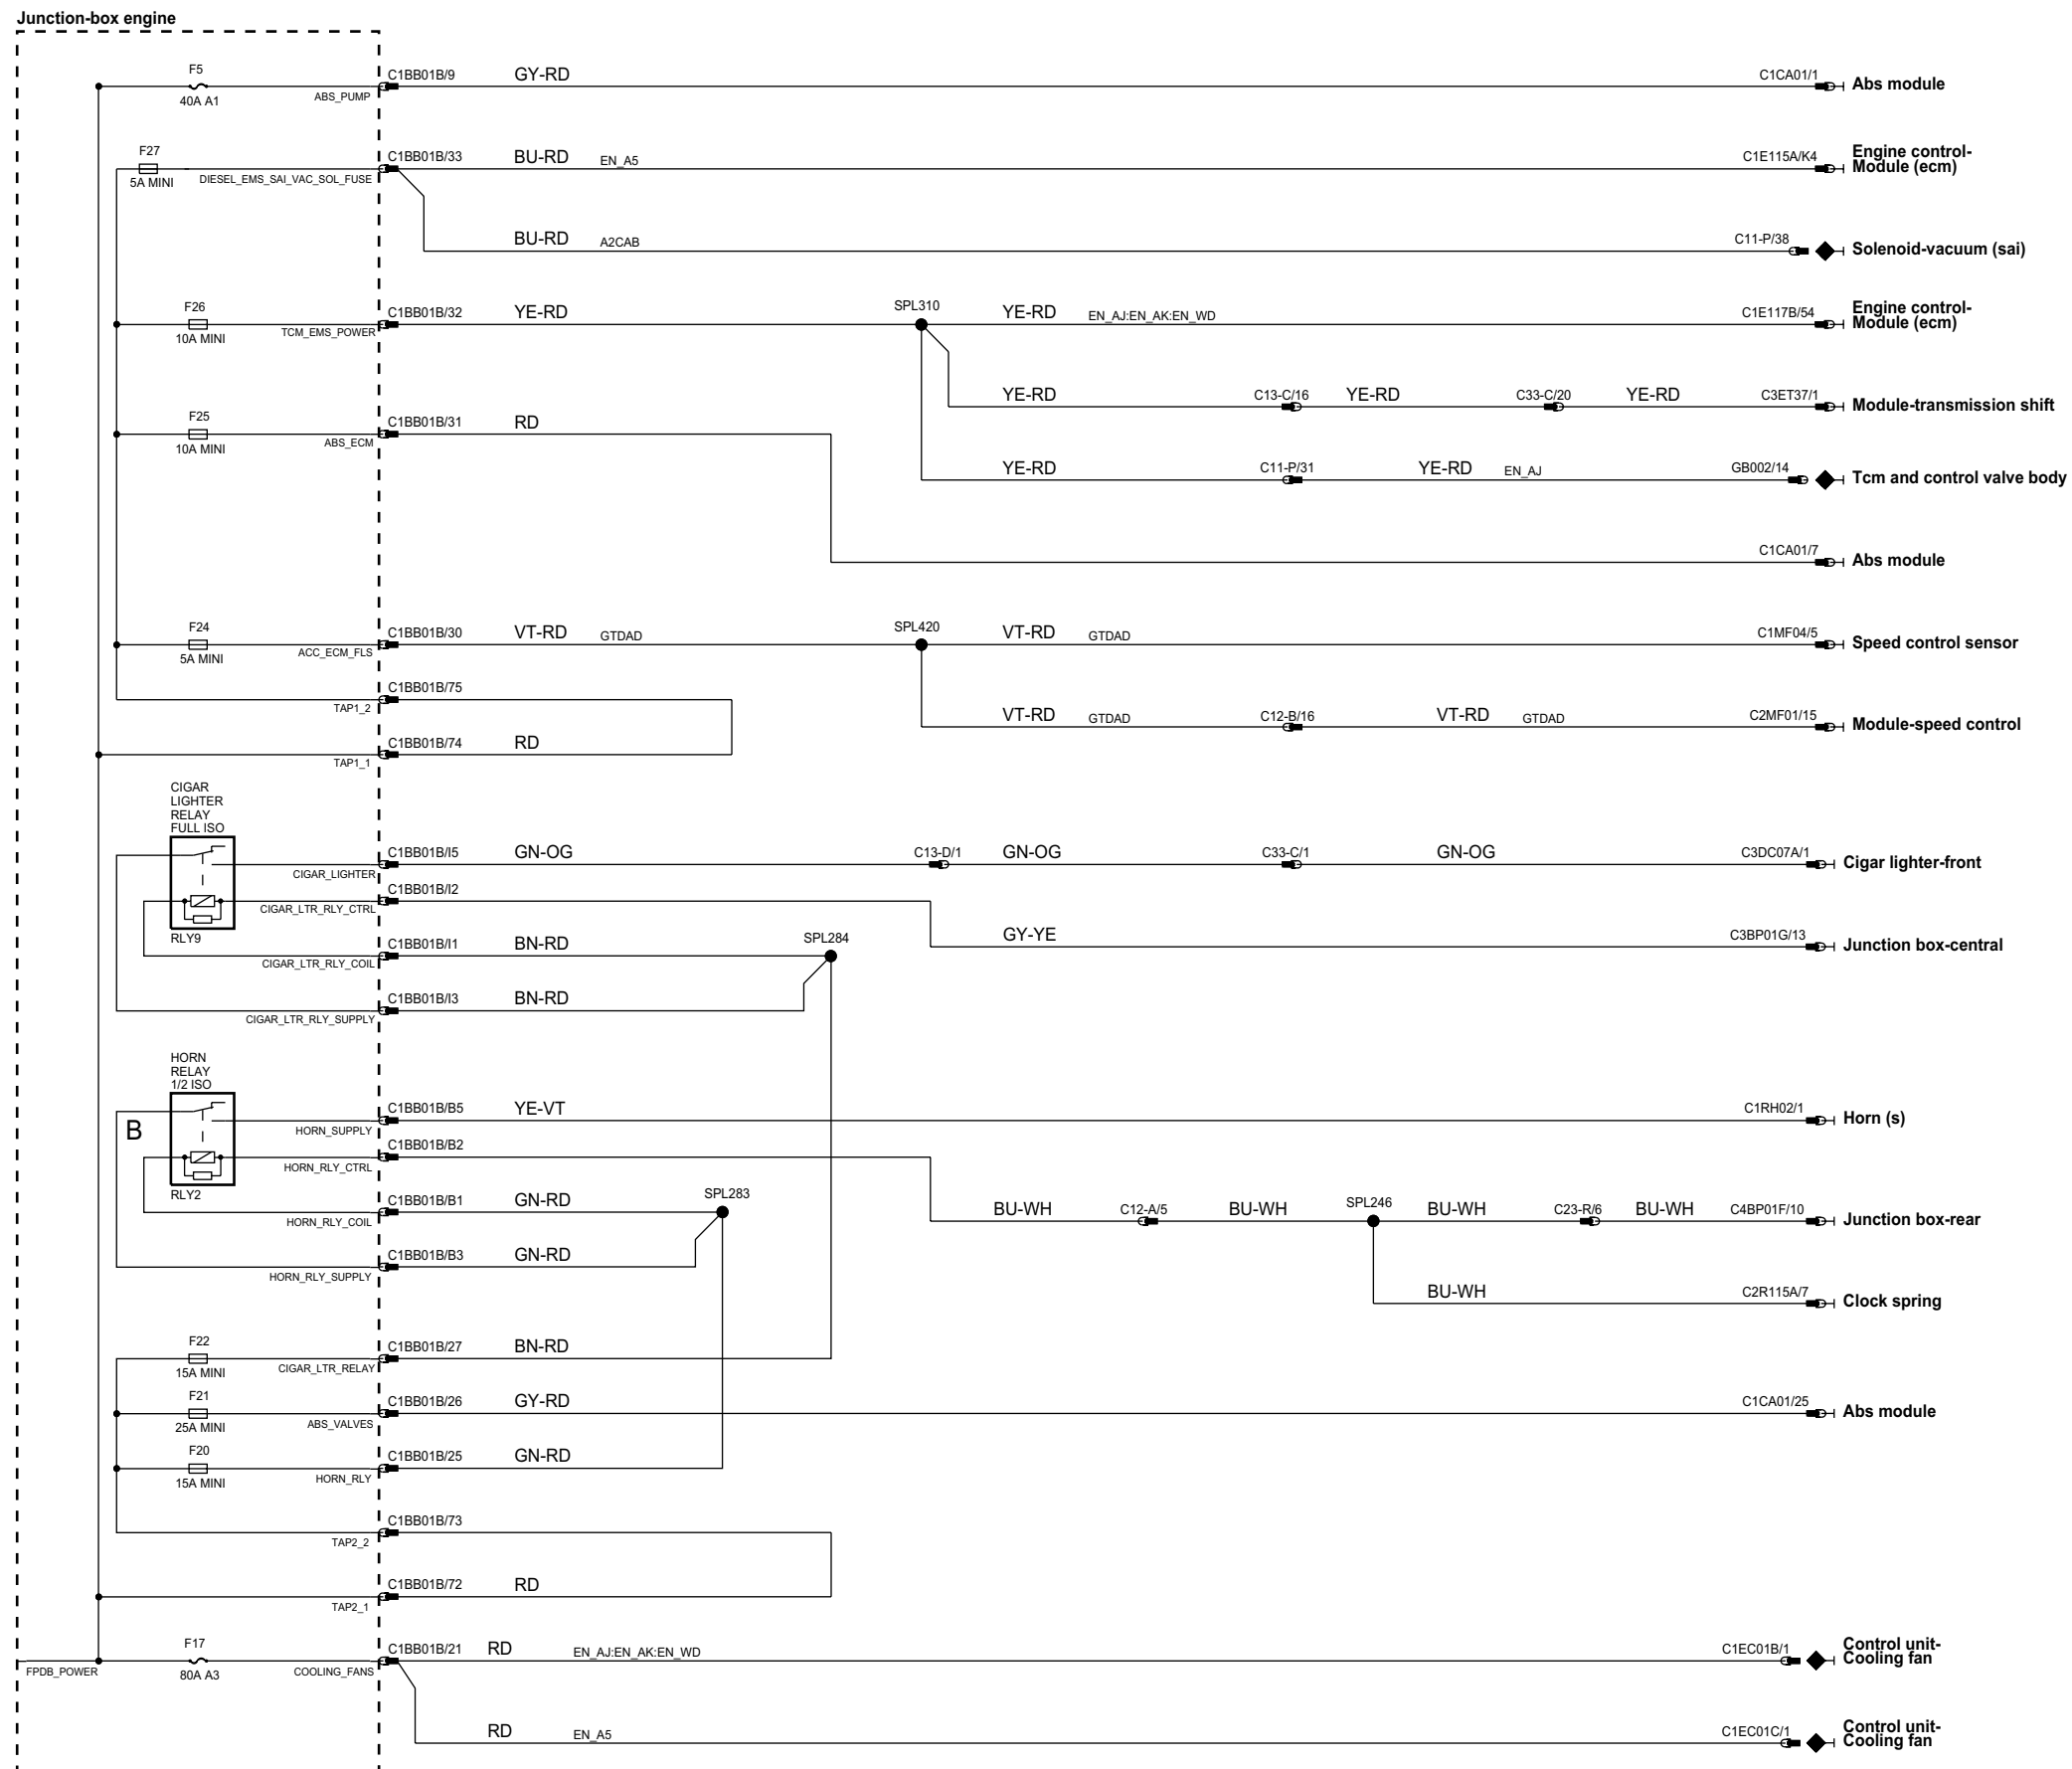 Junction-box engine
F5
40A A1
ABS_PUMP
C1BB01B/9
GY-RD
C1CA01/1
Abs module
F27
5A MINI
DIESEL_EMS_SAI_VAC_SOL_FUSE
C1BB01B/33
BU-RD
EN_A5
C1E115A/K4
Engine control-
Module (ecm)
BU-RD
A2CAB
C11-P/38
Solenoid-vacuum (sai)
F26
10A MINI
TCM_EMS_POWER
C1BB01B/32
YE-RD
SPL310
YE-RD
EN_AJ:EN_AK:EN_WD
C1E117B/54
Engine control-
Module (ecm)
YE-RD
C13-C/16
YE-RD
C33-C/20
YE-RD
C3ET37/1
Module-transmission shift
F25
10A MINI
ABS_ECM
C1BB01B/31
RD
YE-RD
C11-P/31
YE-RD
EN_AJ
GB002/14
Tcm and control valve body
C1CA01/7
Abs module
F24
5A MINI
ACC_ECM_FLS
C1BB01B/30
VT-RD
GTDAD
SPL420
VT-RD
GTDAD
C1MF04/5
Speed control sensor
C1BB01B/75
TAP1_2
VT-RD
GTDAD
C12-B/16
VT-RD
GTDAD
C2MF01/15
Module-speed control
C1BB01B/74
RD
TAP1_1
CIGAR
LIGHTER
RELAY
FULL ISO
RLY9
CIGAR_LIGHTER
C1BB01B/I5
GN-OG
C13-D/1
GN-OG
C33-C/1
GN-OG
C3DC07A/1
Cigar lighter-front
C1BB01B/I2
CIGAR_LTR_RLY_CTRL
GY-YE
C3BP01G/13
Junction box-central
C1BB01B/I1
BN-RD
SPL284
CIGAR_LTR_RLY_COIL
C1BB01B/I3
BN-RD
CIGAR_LTR_RLY_SUPPLY
HORN
RELAY
1/2 ISO
B
RLY2
C1BB01B/B5
YE-VT
HORN_SUPPLY
C1RH02/1
Horn (s)
C1BB01B/B2
HORN_RLY_CTRL
C1BB01B/B1
GN-RD
SPL283
HORN_RLY_COIL
BU-WH
C12-A/5
BU-WH
SPL246
BU-WH
C23-R/6
BU-WH
C4BP01F/10
Junction box-rear
C1BB01B/B3
GN-RD
HORN_RLY_SUPPLY
BU-WH
C2R115A/7
Clock spring
F22
15A MINI
CIGAR_LTR_RELAY
C1BB01B/27
BN-RD
F21
25A MINI
ABS_VALVES
C1BB01B/26
GY-RD
C1CA01/25
Abs module
F20
15A MINI
HORN_RLY
C1BB01B/25
GN-RD
C1BB01B/73
TAP2_2
C1BB01B/72
RD
TAP2_1
FPDB_POWER
F17
80A A3
COOLING_FANS
C1BB01B/21
RD
EN_AJ:EN_AK:EN_WD
C1EC01B/1
Control unit-
Cooling fan
RD
EN_A5
C1EC01C/1
Control unit-
Cooling fan